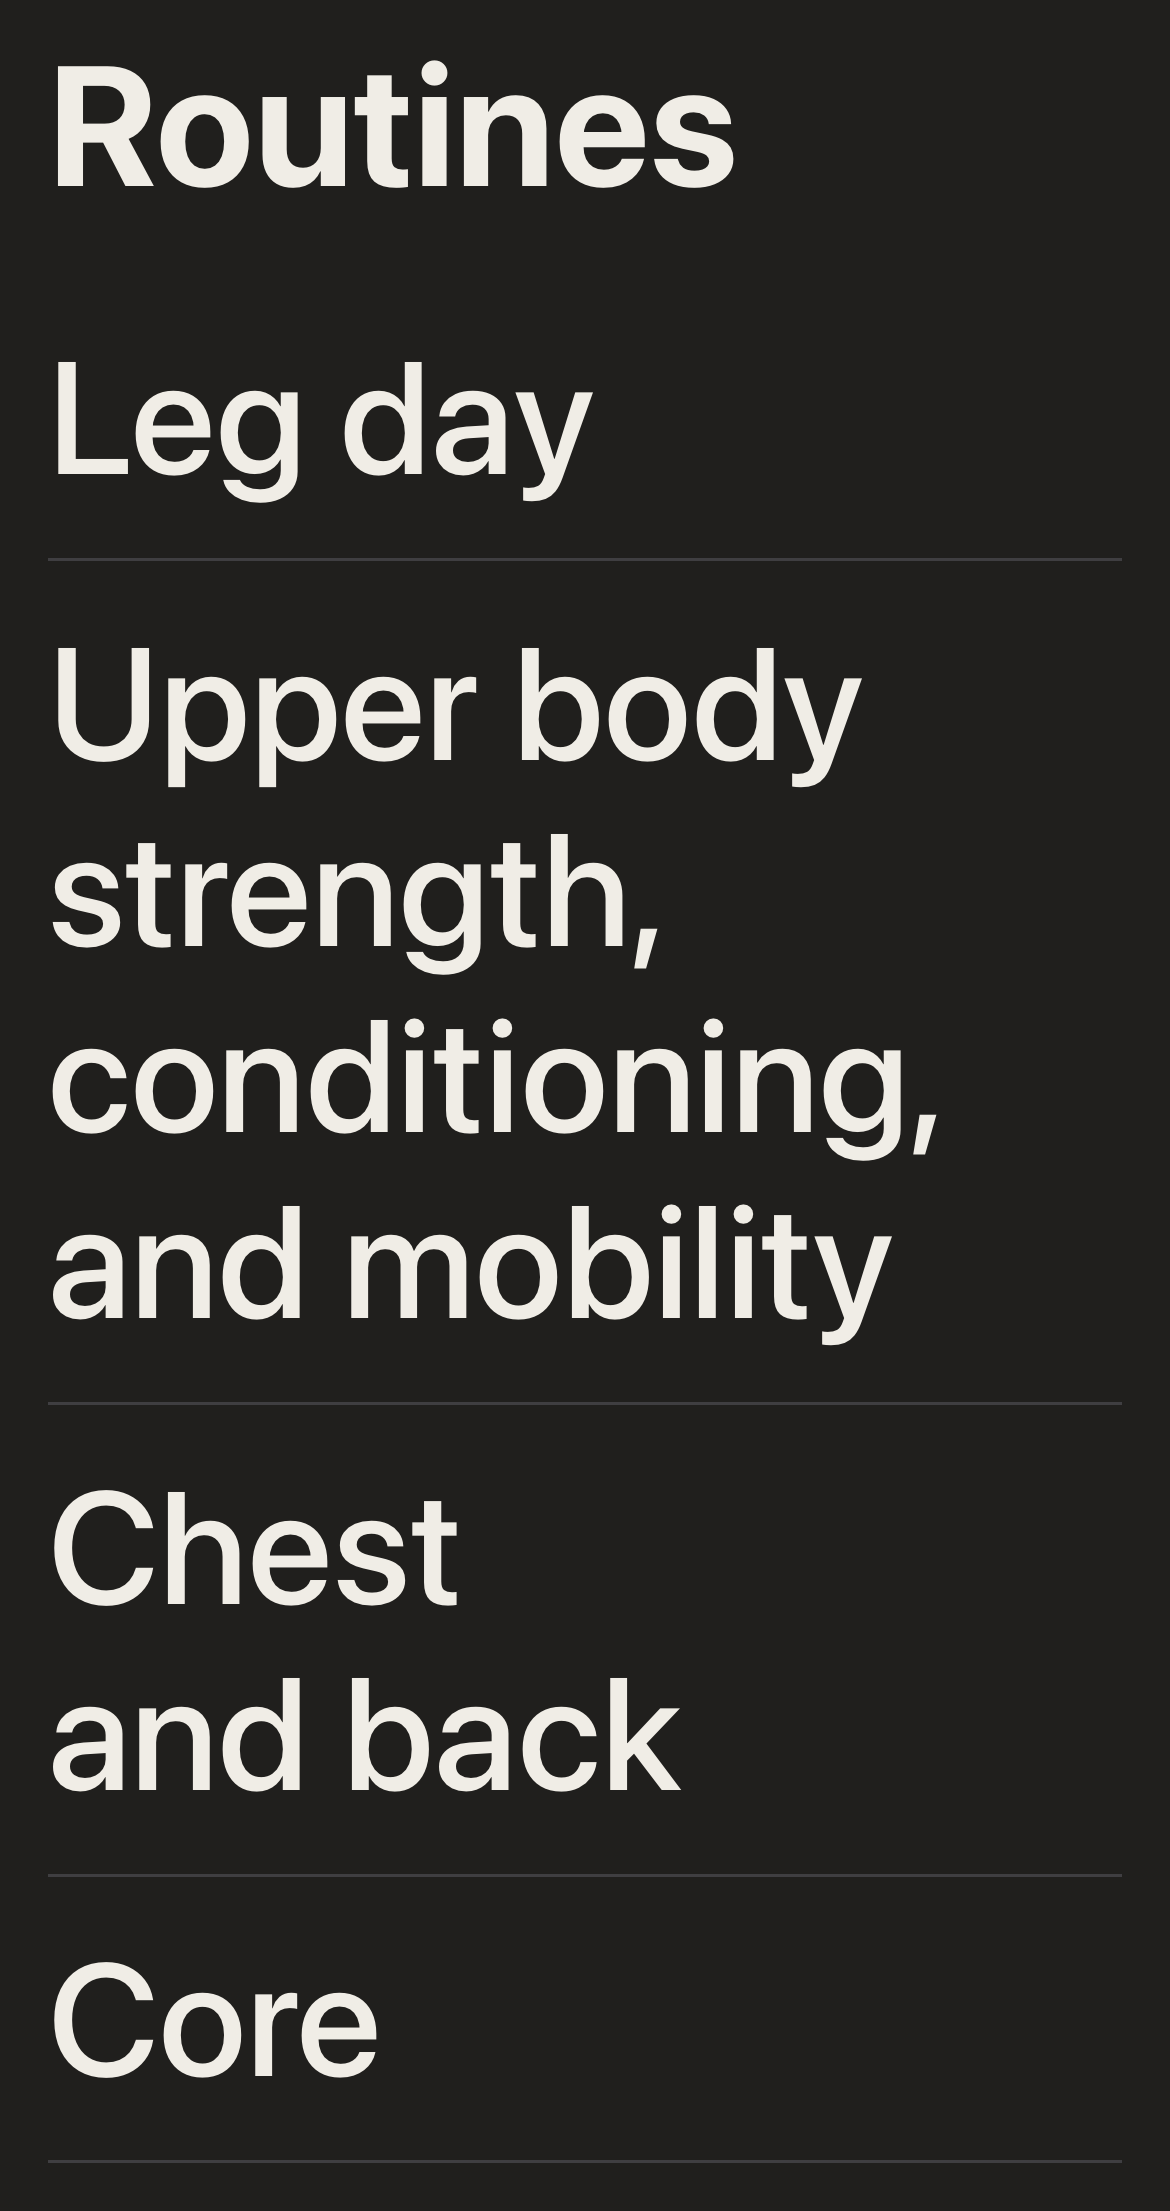 Routines
Leg day
Upper body
strength,
conditioning,
and mobility
Chest
and back
Core